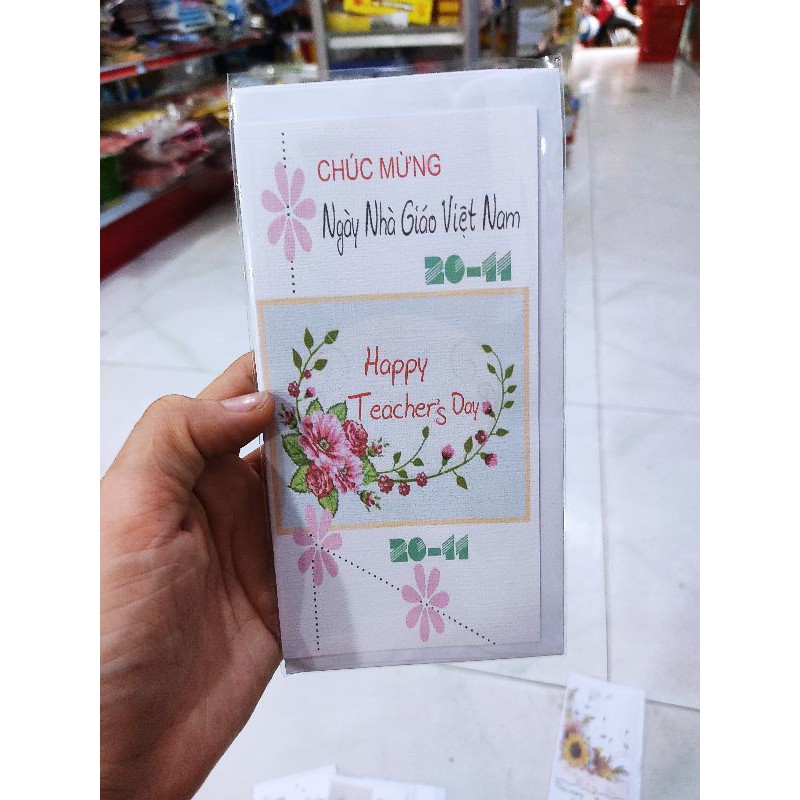 CHÚC MỪNG
Ngày Nhà Giáo Việt Nam
20-11
Happy
Teacher's Day
20-11